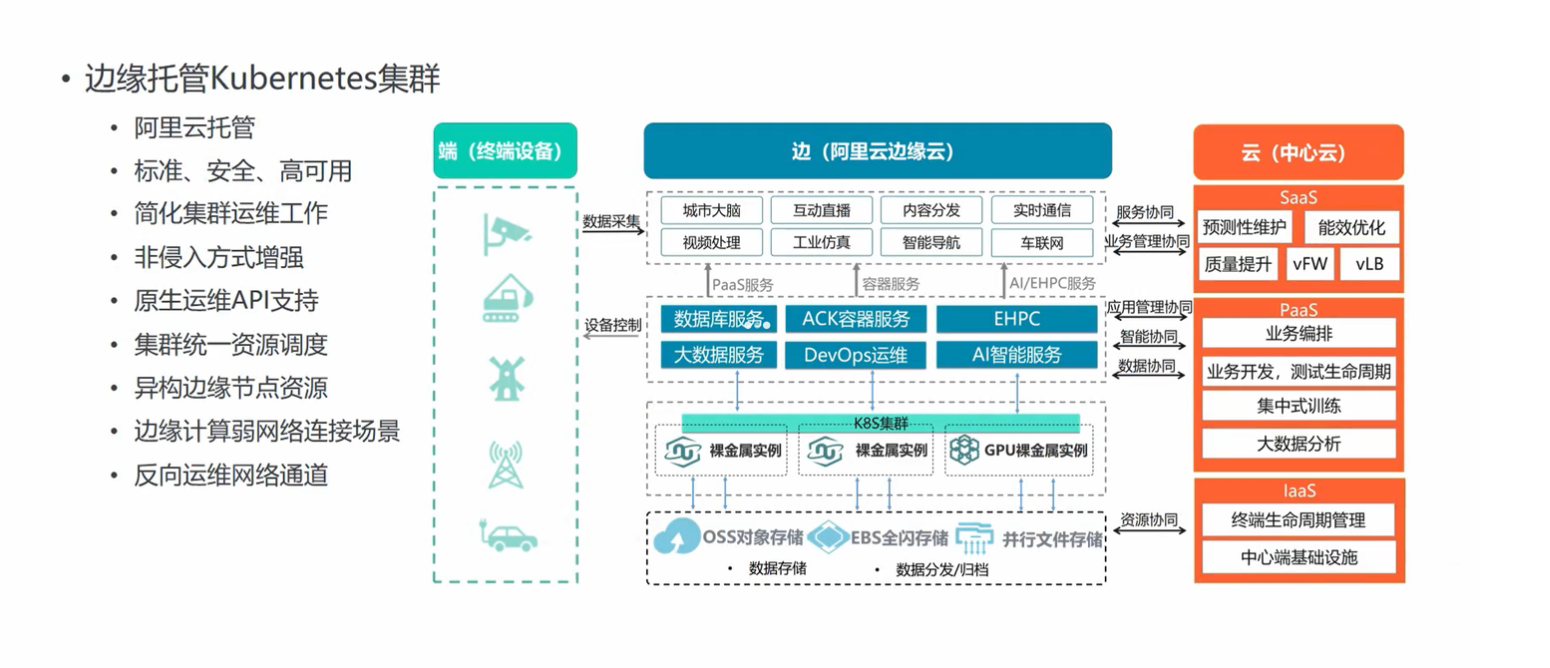 • 边缘托管Kubernetes集群
• 阿里云托管
• 标准、安全、高可用
• 简化集群运维工作
• 非侵入方式增强
• 原生运维API支持
• 集群统一资源调度
• 异构边缘节点资源
• 边缘计算弱网络连接场景
• 反向运维网络通道
端（终端设备）
数据采集
设备控制
边（阿里云边缘云）
城市大脑 互动直播 内容分发 实时通信
视频处理 工业仿真 智能导航 车联网
PaaS服务 容器服务 AI/EHPC服务
数据库服务 ACK容器服务 EHPC
大数据服务 DevOps运维 AI智能服务
K8S集群
裸金属实例 裸金属实例 GPU裸金属实例
OSS对象存储 EBS全闪存储 并行文件存储
• 数据存储 • 数据分发/归档
服务协同
业务管理协同
应用管理协同
智能协同
数据协同
资源协同
云（中心云）
SaaS
预测性维护 能效优化
质量提升 vFW vLB
PaaS
业务编排
业务开发，测试生命周期
集中式训练
大数据分析
IaaS
终端生命周期管理
中心端基础设施